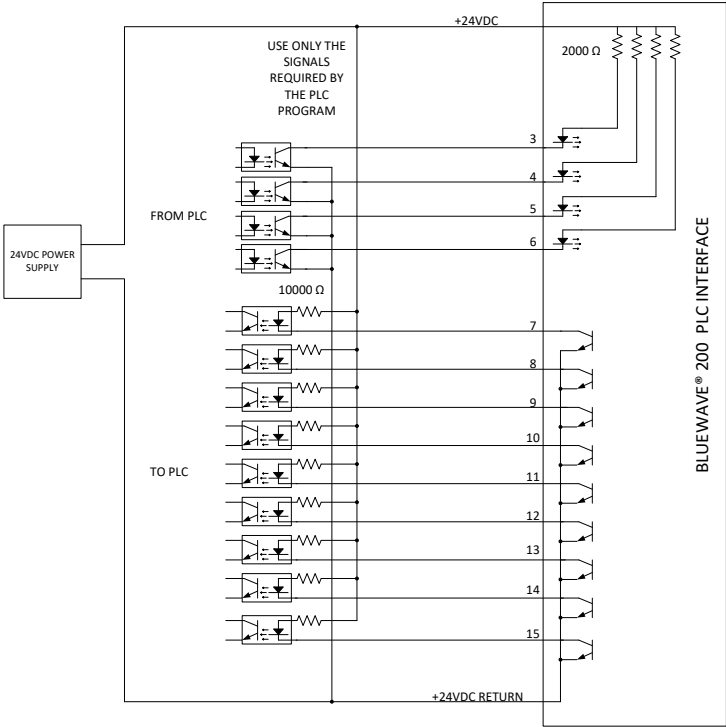 +24VDC
USE ONLY THE
SIGNALS
REQUIRED BY
THE PLC
PROGRAM
2000 Ω
3
4
FROM PLC
5
6
24VDC POWER
SUPPLY
10000 Ω
7
8
9
10
TO PLC
11
12
13
14
15
+24VDC RETURN
BLUEWAVE® 200 PLC INTERFACE